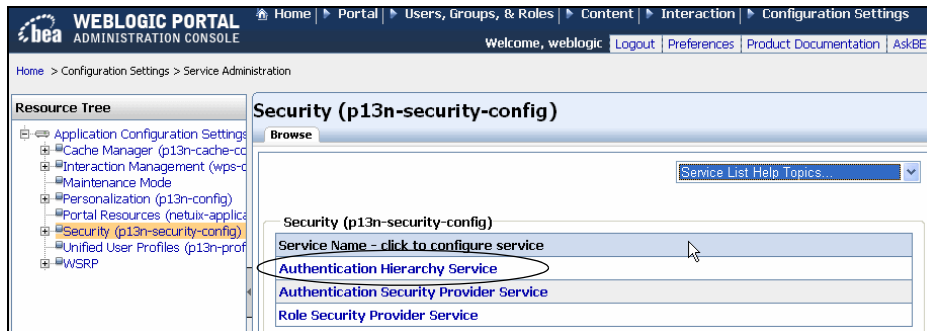 bea WEBLOGIC PORTAL
ADMINISTRATION CONSOLE
Home | Portal | Users, Groups, & Roles | Content | Interaction | Configuration Settings
Welcome, weblogic Logout Preferences Product Documentation AskBE
Home > Configuration Settings > Service Administration
Resource Tree
Application Configuration Settings
Cache Manager (p13n-cache-co
Interaction Management (wps-c
Maintenance Mode
Personalization (p13n-config)
Portal Resources (netuix-applica
Security (p13n-security-config)
Unified User Profiles (p13n-prof
WSRP
Security (p13n-security-config)
Browse
Service List Help Topics...
Security (p13n-security-config)
Service Name - click to configure service
Authentication Hierarchy Service
Authentication Security Provider Service
Role Security Provider Service